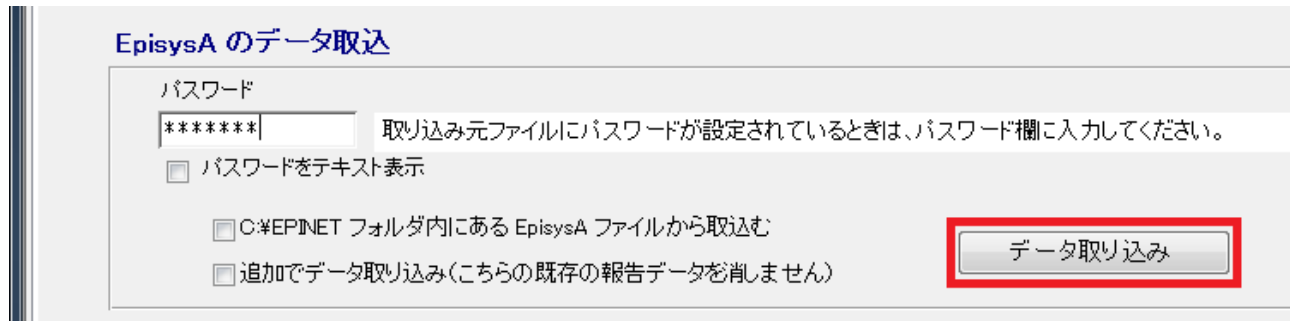 EpisysA のデータ取込
パスワード
******* 取り込み元ファイルにパスワードが設定されているときは、パスワード欄に入力してください。
パスワードをテキスト表示
C:¥EPINET フォルダ内にある EpisysA ファイルから取込む
データ取り込み
追加でデータ取り込み(こちらの既存の報告データを消しません)